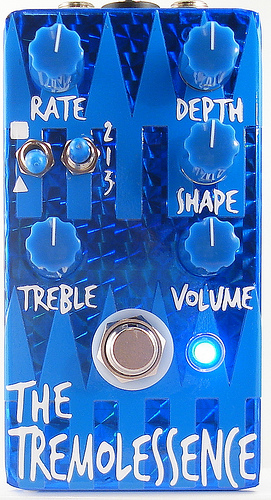 RATE DEPTH
2
1
3
SHAPE
TREBLE VOLUME
THE
TREMOLESSENCE